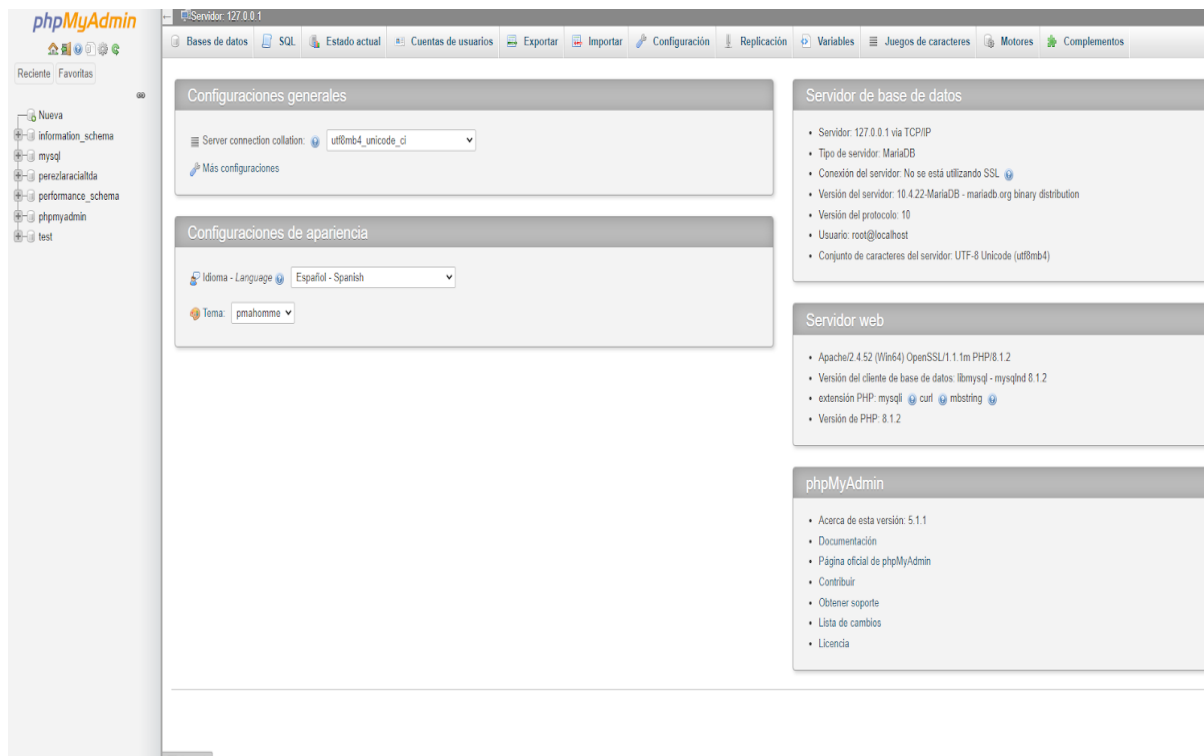 phpMyAdmin
Reciente Favoritas
Nueva
information_schema
mysql
perezlaracialtda
performance_schema
phpmyadmin
test
Servidor: 127.0.0.1
Bases de datos SQL Estado actual Cuentas de usuarios Exportar Importar Configuración Replicación Variables Juegos de caracteres Motores Complementos
Configuraciones generales
Server connection collation: utf8mb4_unicode_ci
Más configuraciones
Configuraciones de apariencia
Idioma - Language Español - Spanish
Tema: pmahomme
Servidor de base de datos
• Servidor: 127.0.0.1 via TCP/IP
• Tipo de servidor: MariaDB
• Conexión del servidor: No se está utilizando SSL
• Versión del servidor: 10.4.22-MariaDB - mariadb.org binary distribution
• Versión del protocolo: 10
• Usuario: root@localhost
• Conjunto de caracteres del servidor: UTF-8 Unicode (utf8mb4)
Servidor web
• Apache/2.4.52 (Win64) OpenSSL/1.1.1m PHP/8.1.2
• Versión del cliente de base de datos: libmysql - mysqlnd 8.1.2
• extensión PHP: mysqli curl mbstring
• Versión de PHP: 8.1.2
phpMyAdmin
• Acerca de esta versión: 5.1.1
• Documentación
• Página oficial de phpMyAdmin
• Contribuir
• Obtener soporte
• Lista de cambios
• Licencia